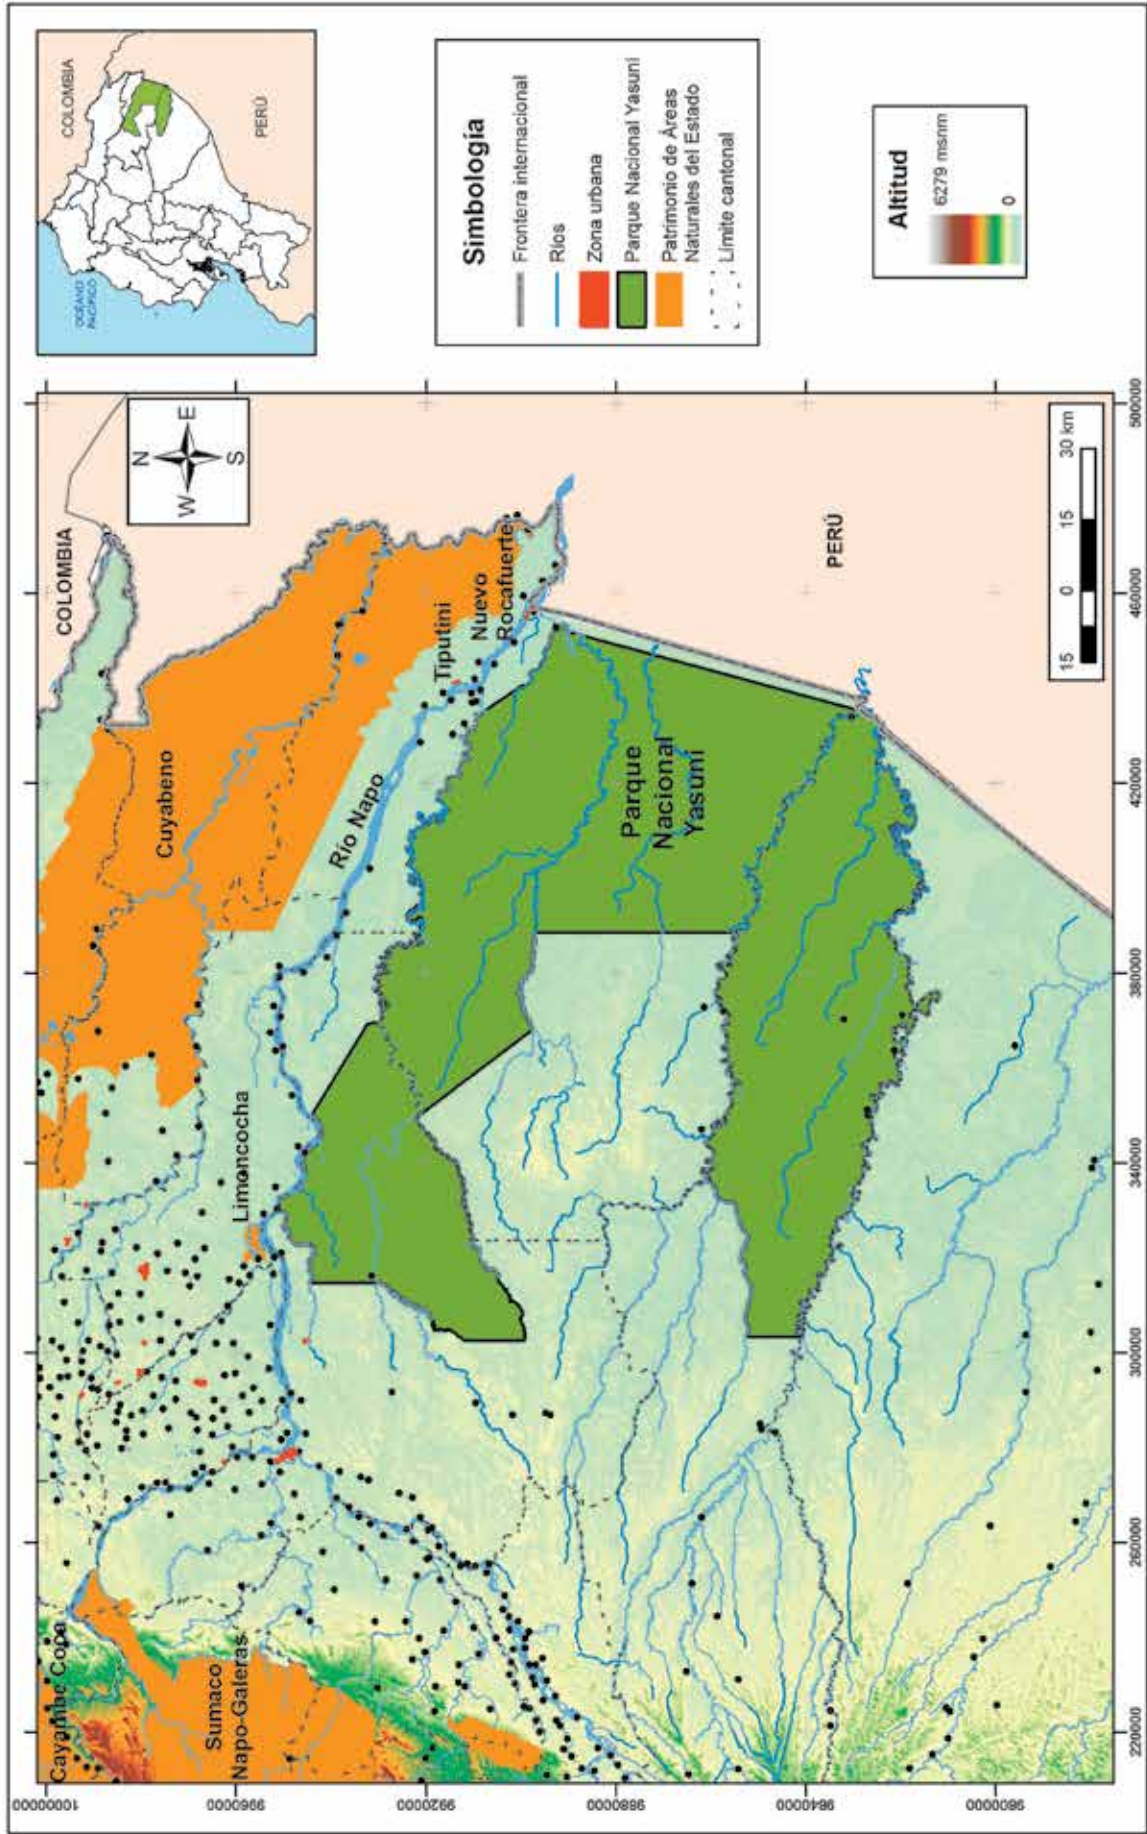 COLOMBIA
OCÉANO
PACÍFICO
PERÚ
Simbología
Frontera internacional
Ríos
Zona urbana
Parque Nacional Yasuní
Patrimonio de Áreas
Naturales del Estado
Límite cantonal
Altitud
6279 msnm
0
COLOMBIA
N
W
E
S
Cayambe Coca
Sumaco
Napo-Galeras
Limoncocha
Cuyabeno
Río Napo
Tiputini
Nuevo
Rocafuerte
Parque
Nacional
Yasuní
PERÚ
15
0
15
30 km
10000000
9960000
9920000
9880000
9840000
9800000
220000
260000
300000
340000
380000
420000
460000
500000